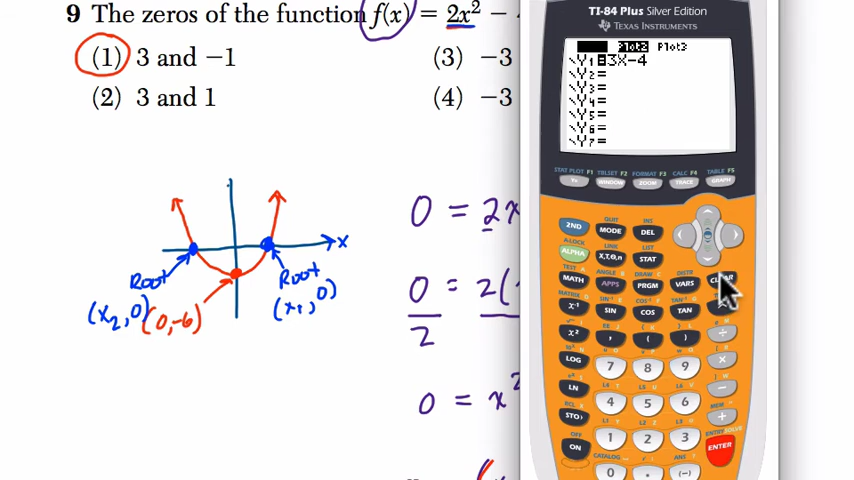 9 The zeros of the function f(x) = 2x² −
(1) 3 and −1
(3) −3
(2) 3 and 1
(4) −3
0 = 2x
0 = 2(
2
0 = x²
x
Root
(x₂, 0)
(0,-6)
Root
(x₁, 0)
TI-84 Plus Silver Edition
TEXAS INSTRUMENTS
Plot2 Plot3
\Y₁=3X-4
\Y₂=
\Y₃=
\Y₄=
\Y₅=
\Y₆=
\Y₇=
STAT PLOT F1 TBLSET F2 FORMAT F3 CALC F4 TABLE F5
Y= WINDOW ZOOM TRACE GRAPH
QUIT INS
2ND MODE DEL
A-LOCK LINK LIST
ALPHA X,T,Θ,n STAT
TEST A ANGLE B DRAW C DISTR
MATH APPS PRGM VARS CLEAR
MATRIX D SIN⁻¹ E COS⁻¹ F TAN⁻¹ G
x⁻¹ SIN COS TAN
x² , ( ) ÷
LOG 7 8 9 ×
LN 4 5 6 −
STO▸ 1 2 3 +
OFF CATALOG ANS ENTRY SOLVE
ON 0 . (-) ENTER